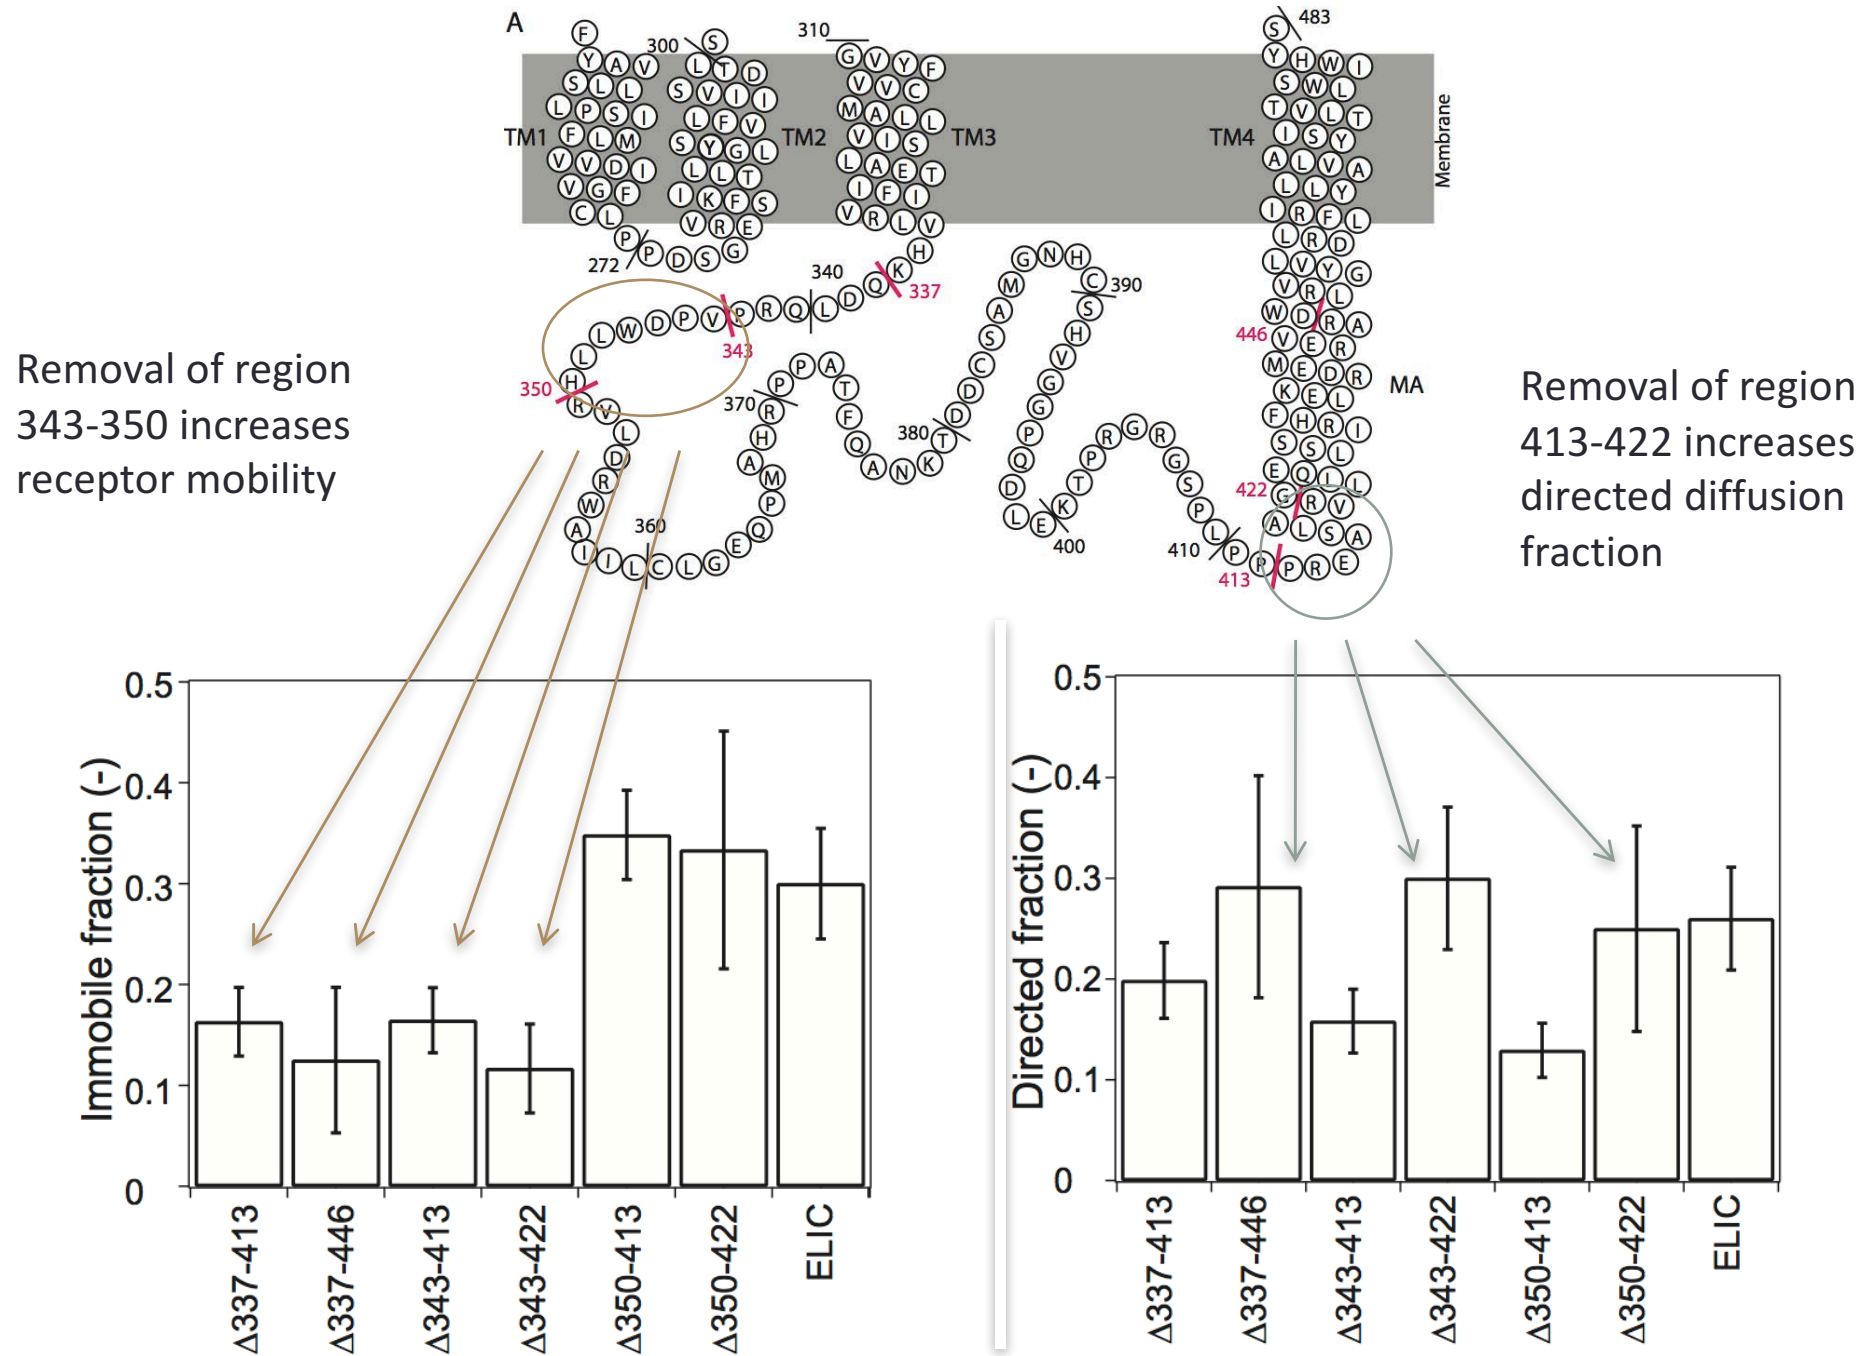 A
F
Y A V
S L L
L P S I
F L M
V V D I
V G F
C L
P
272
P D S G
TM1
300
S
L T D
S V I I
L F V
S Y G L
L L T
I K F S
V R E
TM2
310
G V Y F
V V C
M A L L
V I S
L A E T
I F I
V R L V
H
K
TM3
337
Q D L Q R P V P D W L L H R V L D R W A I I L C L G E Q P M A H R P P A T F Q A N K T D D C S A M G N H C S H V G G P Q D L E K T P R G R G S P L P P P R E
340
343
350
360
370
380
390
400
410
413
483
S
Y H W I
S W L
T V L T
I S Y
A L V A
L L Y
I R F L
L R D
L V Y G
V R L
W D R A
V E R
M E D R
K E L
F H R I
S S L
E Q L L
G R V
A L S A
TM4
446
422
MA
Membrane
Removal of region
343-350 increases
receptor mobility
Removal of region
413-422 increases
directed diffusion
fraction
Immobile fraction (-)
0.5
0.4
0.3
0.2
0.1
0
Δ337-413
Δ337-446
Δ343-413
Δ343-422
Δ350-413
Δ350-422
ELIC
Directed fraction (-)
0.5
0.4
0.3
0.2
0.1
0
Δ337-413
Δ337-446
Δ343-413
Δ343-422
Δ350-413
Δ350-422
ELIC